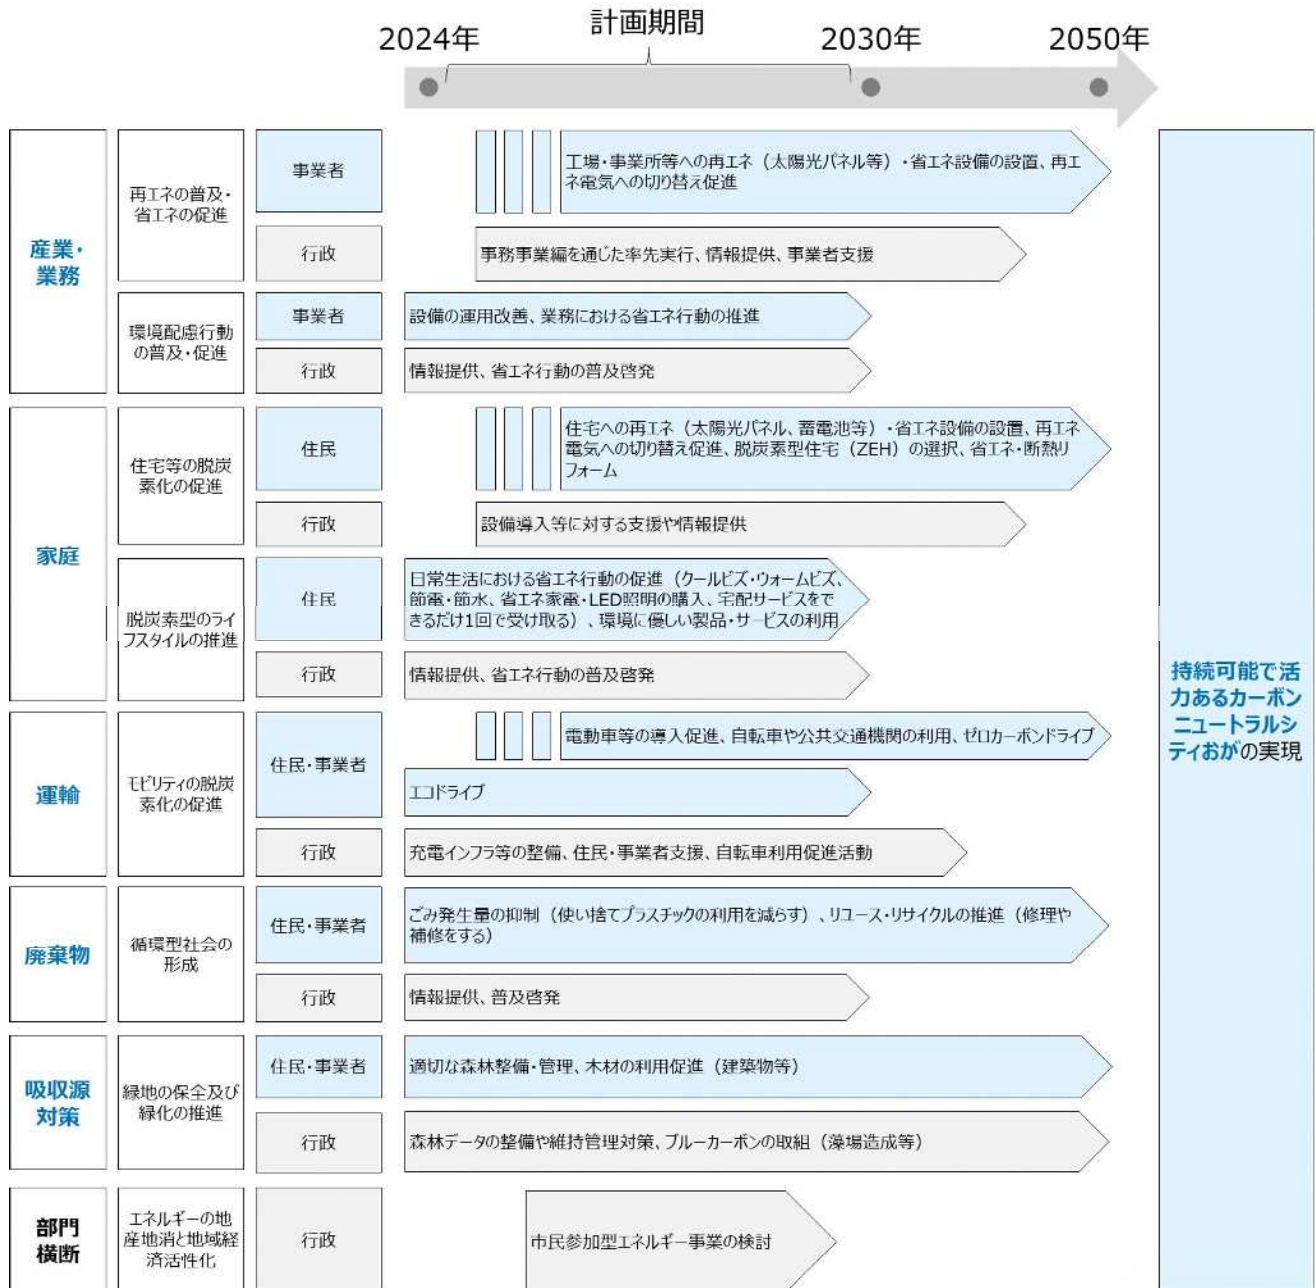 計画期間
2024年
2030年
2050年
産業・
業務
再エネの普及・
省エネの促進
事業者
工場・事業所等への再エネ（太陽光パネル等）・省エネ設備の設置、再エ
ネ電気への切り替え促進
行政
事務事業編を通じた率先実行、情報提供、事業者支援
環境配慮行動
の普及・促進
事業者
設備の運用改善、業務における省エネ行動の推進
行政
情報提供、省エネ行動の普及啓発
家庭
住宅等の脱炭
素化の促進
住民
住宅への再エネ（太陽光パネル、蓄電池等）・省エネ設備の設置、再エネ
電気への切り替え促進、脱炭素型住宅（ZEH）の選択、省エネ・断熱リ
フォーム
行政
設備導入等に対する支援や情報提供
脱炭素型のライ
フスタイルの推進
住民
日常生活における省エネ行動の促進（クールビズ・ウォームビズ、
節電・節水、省エネ家電・LED照明の購入、宅配サービスをで
きるだけ1回で受け取る）、環境に優しい製品・サービスの利用
行政
情報提供、省エネ行動の普及啓発
運輸
モビリティの脱炭
素化の促進
住民・事業者
電動車等の導入促進、自転車や公共交通機関の利用、ゼロカーボンドライブ
エコドライブ
行政
充電インフラ等の整備、住民・事業者支援、自転車利用促進活動
廃棄物
循環型社会の
形成
住民・事業者
ごみ発生量の抑制（使い捨てプラスチックの利用を減らす）、リユース・リサイクルの推進（修理や
補修をする）
行政
情報提供、普及啓発
吸収源
対策
緑地の保全及び
緑化の推進
住民・事業者
適切な森林整備・管理、木材の利用促進（建築物等）
行政
森林データの整備や維持管理対策、ブルーカーボンの取組（藻場造成等）
部門
横断
エネルギーの地
産地消と地域経
済活性化
行政
市民参加型エネルギー事業の検討
持続可能で活
力あるカーボン
ニュートラルシ
ティおがの実現